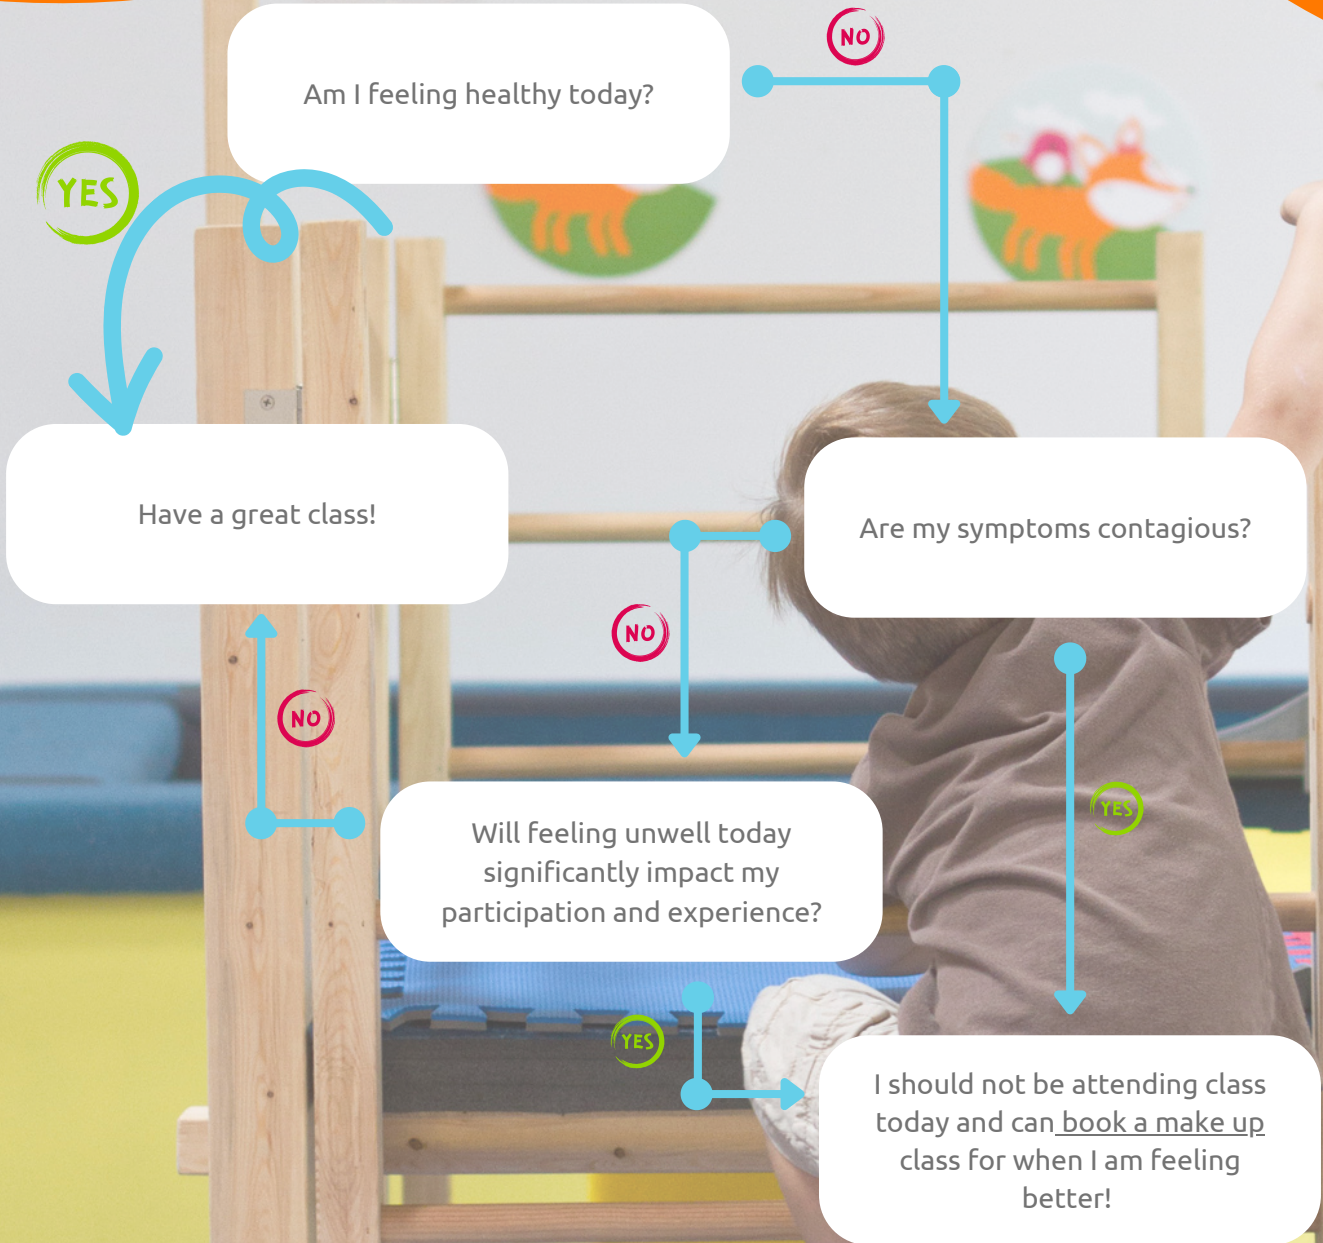 Am I feeling healthy today?
NO
YES
Have a great class!
Are my symptoms contagious?
NO
NO
Will feeling unwell today
significantly impact my
participation and experience?
YES
YES
I should not be attending class
today and can book a make up
class for when I am feeling
better!